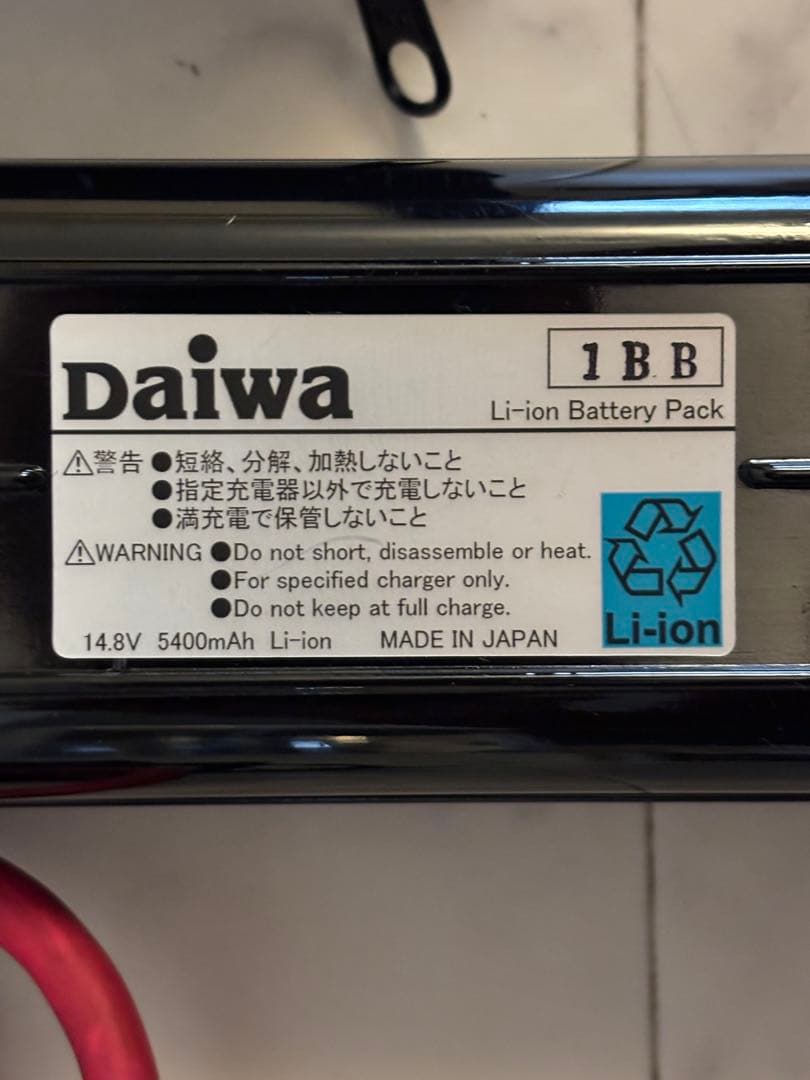 Daiwa
1 B B
Li-ion Battery Pack
⚠警告 ●短絡、分解、加熱しないこと
●指定充電器以外で充電しないこと
●満充電で保管しないこと
⚠WARNING ●Do not short, disassemble or heat.
●For specified charger only.
●Do not keep at full charge.
14.8V 5400mAh Li-ion MADE IN JAPAN
Li-ion